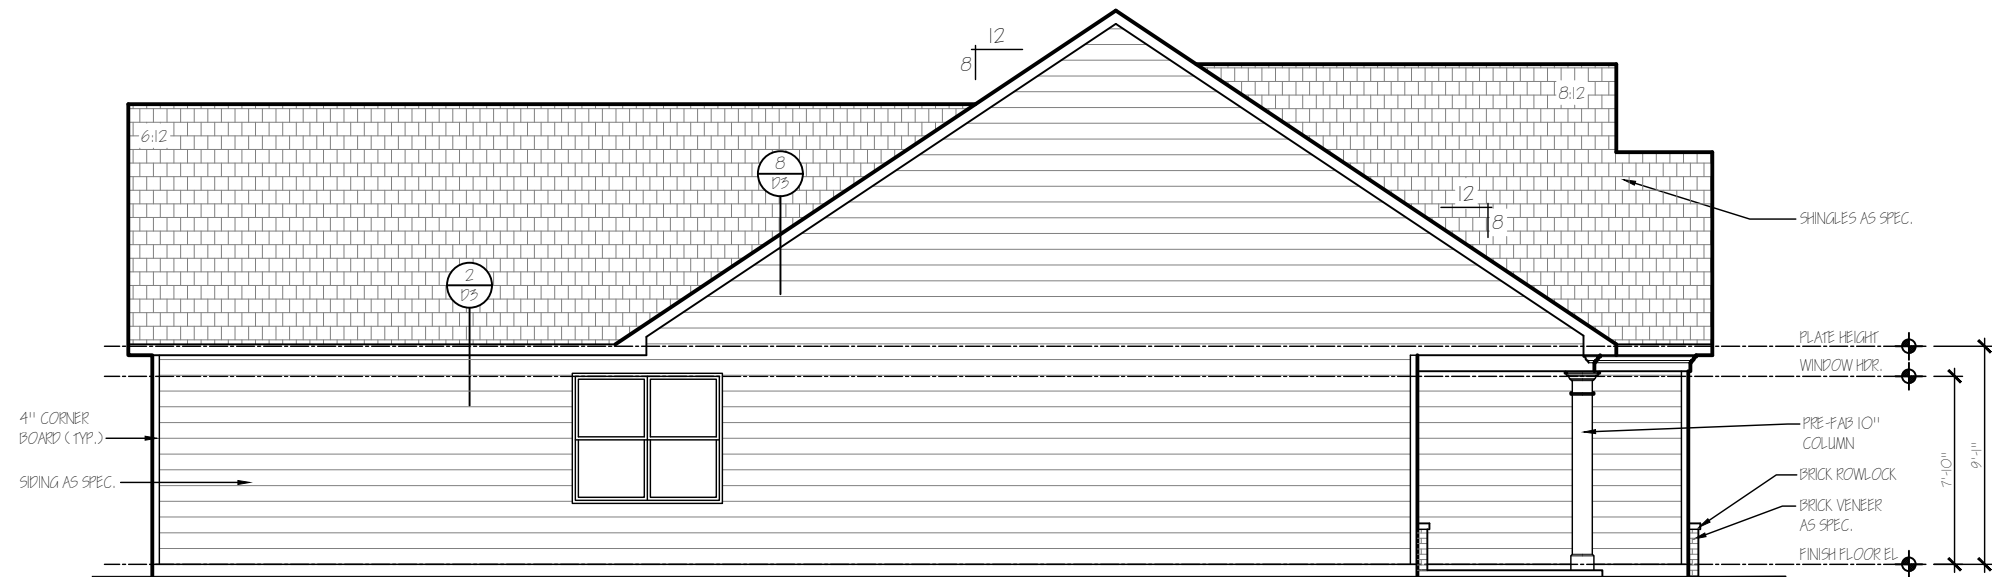 12
8
8:12
6:12
8
D3
12
8
SHINGLES AS SPEC.
2
D3
PLATE HEIGHT
WINDOW HDR.
4" CORNER
BOARD (TYP.)
PRE-FAB 10"
COLUMN
SIDING AS SPEC.
BRICK ROWLOCK
7'-10"
9'-1"
BRICK VENEER
AS SPEC.
FINISH FLOOR EL